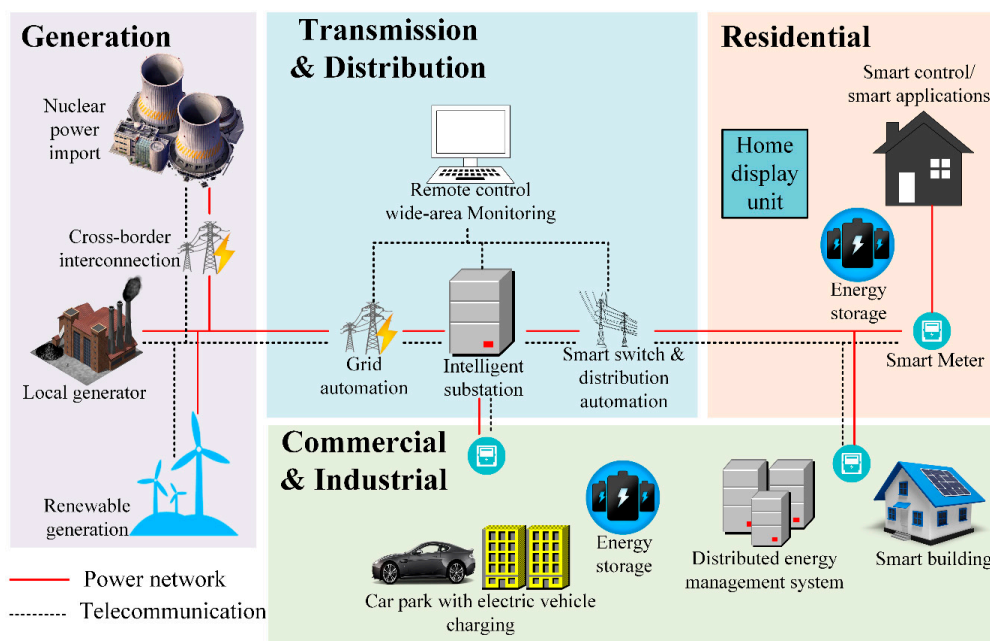 Generation
Nuclear
power
import
Cross-border
interconnection
Local generator
Renewable
generation
Transmission
& Distribution
Remote control
wide-area Monitoring
Grid
automation
Intelligent
substation
Smart switch &
distribution
automation
Residential
Smart control/
smart applications
Home
display
unit
Energy
storage
Smart Meter
Commercial
& Industrial
Car park with electric vehicle
charging
Energy
storage
Distributed energy
management system
Smart building
Power network
Telecommunication